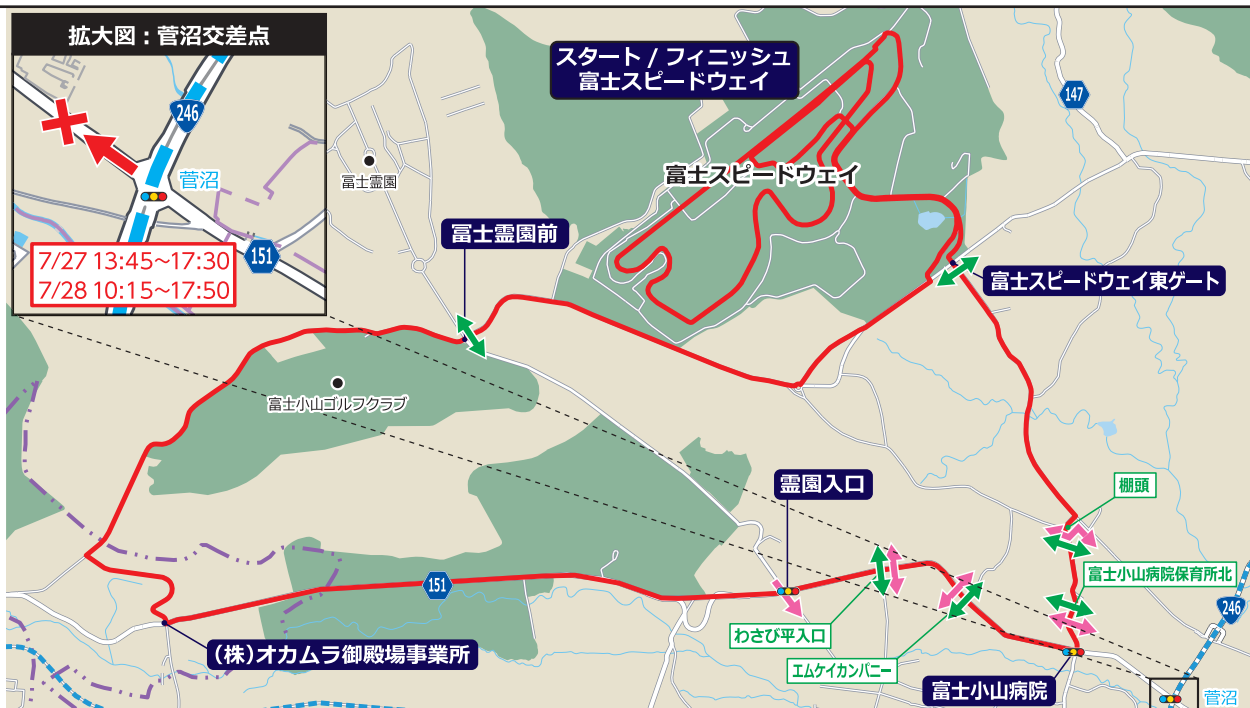 拡大図：菅沼交差点
246
菅沼
151
7/27 13:45～17:30
7/28 10:15～17:50
スタート / フィニッシュ
富士スピードウェイ
147
富士霊園
富士スピードウェイ
冨士霊園前
富士スピードウェイ東ゲート
富士小山ゴルフクラブ
霊園入口
棚頭
151
富士小山病院保育所北
246
わさび平入口
(株)オカムラ御殿場事業所
エムケイカンパニー
富士小山病院
菅沼